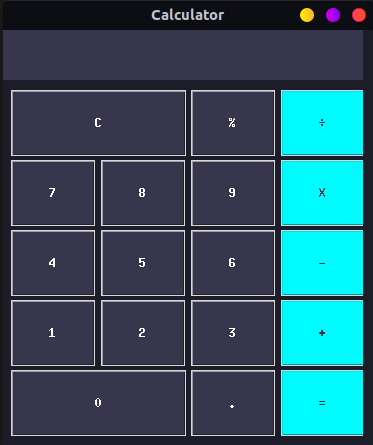 Calculator
C % ÷
7 8 9 X
4 5 6 -
1 2 3 +
0 . =